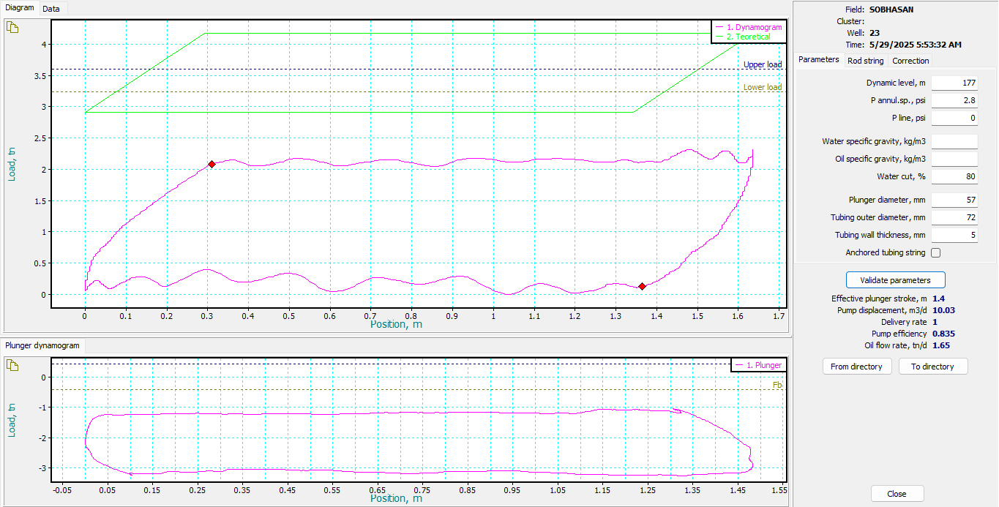 Diagram Data
1. Dynamogram
2. Teoretical
Upper load
Lower load
Load, tn
4
3.5
3
2.5
2
1.5
1
0.5
0
0 0.1 0.2 0.3 0.4 0.5 0.6 0.7 0.8 0.9 1 1.1 1.2 1.3 1.4 1.5 1.6 1.7
Position, m
Plunger dynamogram
1. Plunger
Fb
Load, tn
0
-1
-2
-3
-0.05 0.05 0.15 0.25 0.35 0.45 0.55 0.65 0.75 0.85 0.95 1.05 1.15 1.25 1.35 1.45 1.55
Position, m
Field: SOBHASAN
Cluster:
Well: 23
Time: 5/29/2025 5:53:32 AM
Parameters Rod string Correction
Dynamic level, m 177
P annul.sp., psi 2.8
P line, psi 0
Water specific gravity, kg/m3
Oil specific gravity, kg/m3
Water cut, % 80
Plunger diameter, mm 57
Tubing outer diameter, mm 72
Tubing wall thickness, mm 5
Anchored tubing string
Validate parameters
Effective plunger stroke, m 1.4
Pump displacement, m3/d 10.03
Delivery rate 1
Pump efficiency 0.835
Oil flow rate, tn/d 1.65
From directory To directory
Close